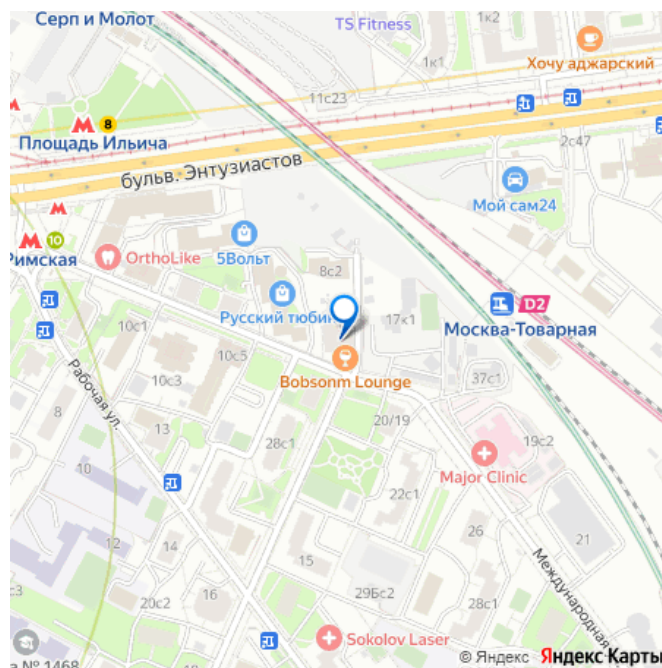 Серп и Молот
TS Fitness
1к2
Хочу аджарский
1к1
11с23
8
Площадь Ильича
2с47
бульв. Энтузиастов
Мой сам24
10
Римская
OrthoLike
5Вольт
8с2
D2
Русский тюбинг
17к1
Москва-Товарная
10с1
10с5
10с3
Bobsonm Lounge
37с1
Рабочая ул.
8
20/19
28с1
19с2
10
Major Clinic
22с1
26
21
12
14
15
Международная
с3
20с2
16
29Бс2
28с1
Sokolov Laser
а № 1468
© Яндекс Яндекс Карты